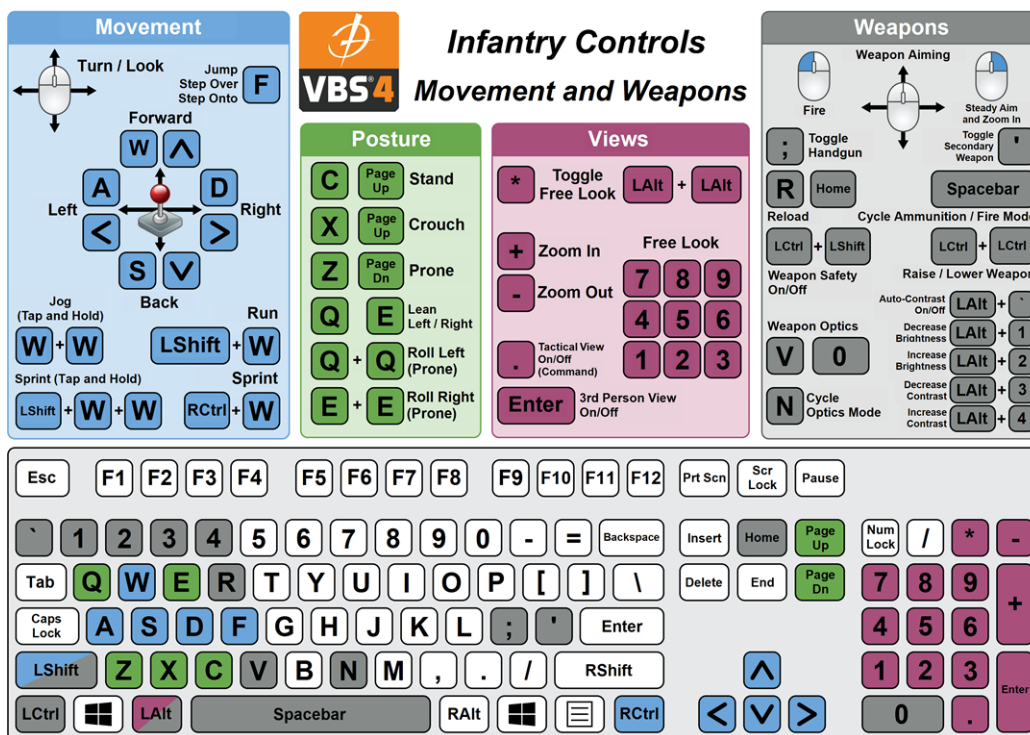 Movement
Turn / Look
Jump
Step Over
Step Onto
F
Forward
W ∧
A D
Left Right
< >
S ∨
Back
Jog
(Tap and Hold)
W + W
Run
LShift + W
Sprint (Tap and Hold)
LShift + W + W
Sprint
RCtrl + W
VBS®4
Infantry Controls
Movement and Weapons
Posture
C Page Up Stand
X Page Up Crouch
Z Page Dn Prone
Q E Lean
Left / Right
Q + Q Roll Left
(Prone)
E + E Roll Right
(Prone)
Views
* Toggle
Free Look
LAlt + LAlt
+ Zoom In
- Zoom Out
Free Look
7 8 9
4 5 6
1 2 3
. Tactical View
On/Off
(Command)
Enter 3rd Person View
On/Off
Weapons
Weapon Aiming
Fire
Steady Aim
and Zoom In
; Toggle
Handgun
Toggle
Secondary
Weapon
'
R Home
Reload
Spacebar
Cycle Ammunition / Fire Mode
LCtrl + LShift
Weapon Safety
On/Off
LCtrl + LCtrl
Raise / Lower Weapon
Weapon Optics
V 0
N Cycle
Optics Mode
Auto-Contrast
On/Off
LAlt + `
Decrease
Brightness
LAlt + 1
Increase
Brightness
LAlt + 2
Decrease
Contrast
LAlt + 3
Increase
Contrast
LAlt + 4
Esc F1 F2 F3 F4 F5 F6 F7 F8 F9 F10 F11 F12 Prt Scn Scr Lock Pause
` 1 2 3 4 5 6 7 8 9 0 - = Backspace Insert Home Page Up Num Lock / * -
Tab Q W E R T Y U I O P [ ] \ Delete End Page Dn 7 8 9 +
Caps Lock A S D F G H J K L ; ' Enter 4 5 6
LShift Z X C V B N M , . / RShift ∧ 1 2 3 Enter
LCtrl LAlt Spacebar RAlt RCtrl < ∨ > 0 .